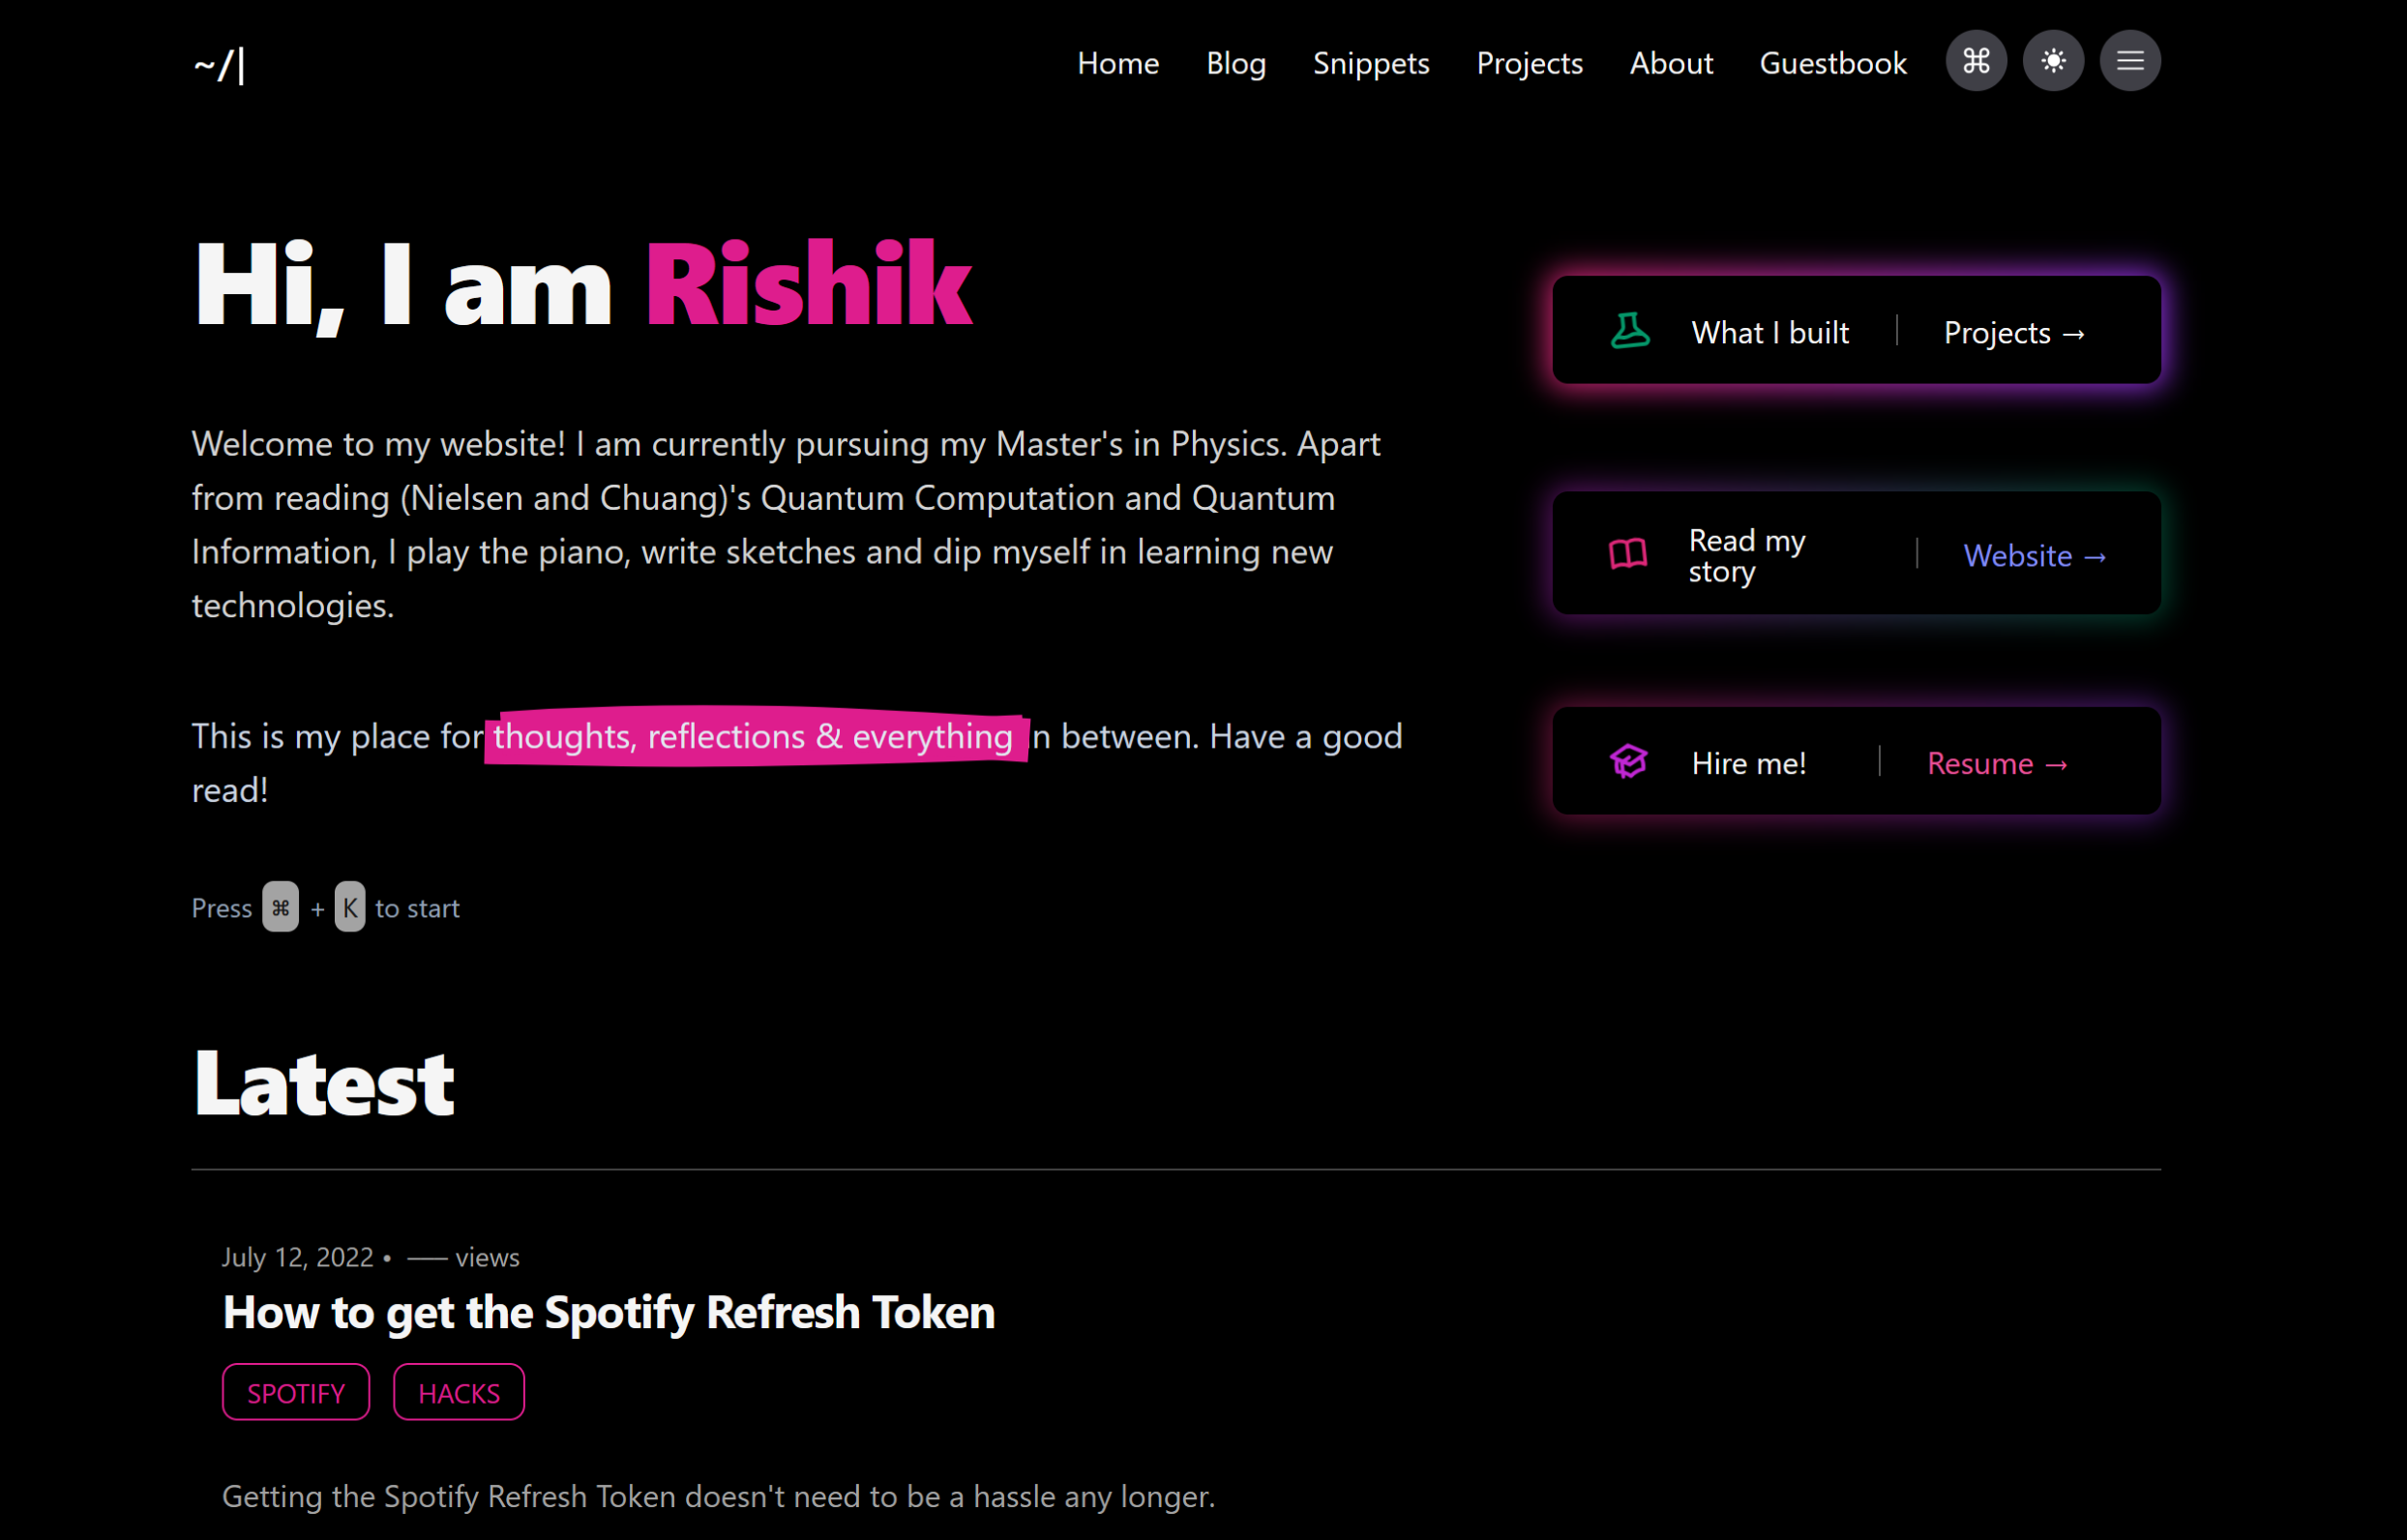 ~/|
Home Blog Snippets Projects About Guestbook ⌘
Hi, I am Rishik
Welcome to my website! I am currently pursuing my Master's in Physics. Apart
from reading (Nielsen and Chuang)'s Quantum Computation and Quantum
Information, I play the piano, write sketches and dip myself in learning new
technologies.
This is my place for thoughts, reflections & everything in between. Have a good
read!
Press ⌘ + K to start
What I built | Projects →
Read my
story | Website →
Hire me! | Resume →
Latest
July 12, 2022 • —— views
How to get the Spotify Refresh Token
SPOTIFY HACKS
Getting the Spotify Refresh Token doesn't need to be a hassle any longer.